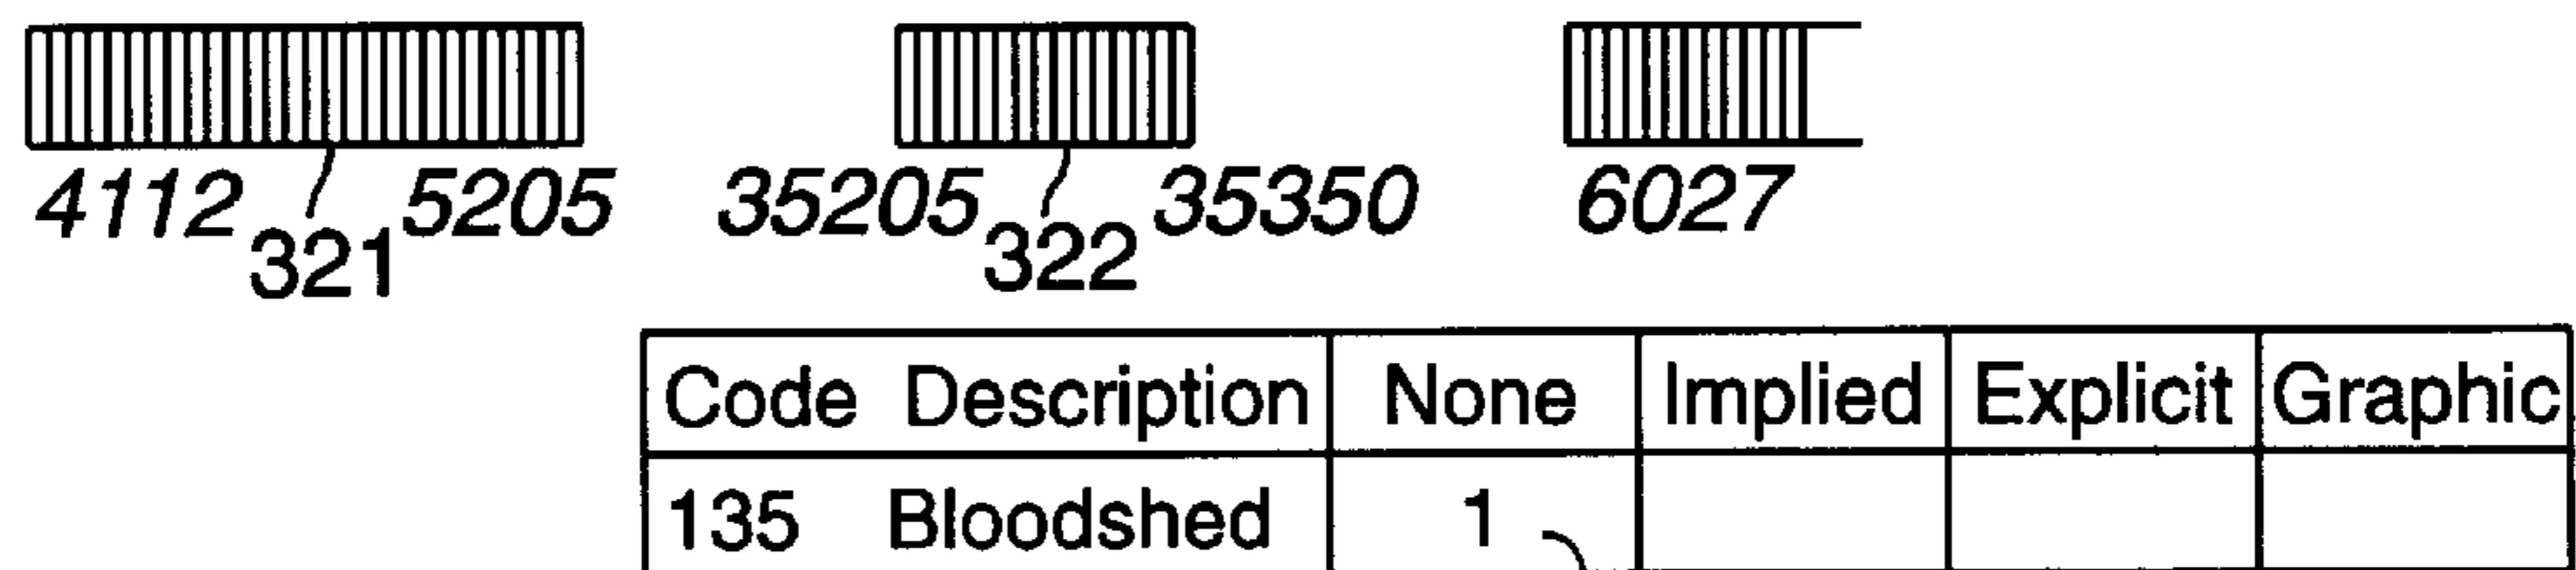 4112 321 5205 35205 322 35350 6027
Code Description None Implied Explicit Graphic
135 Bloodshed 1